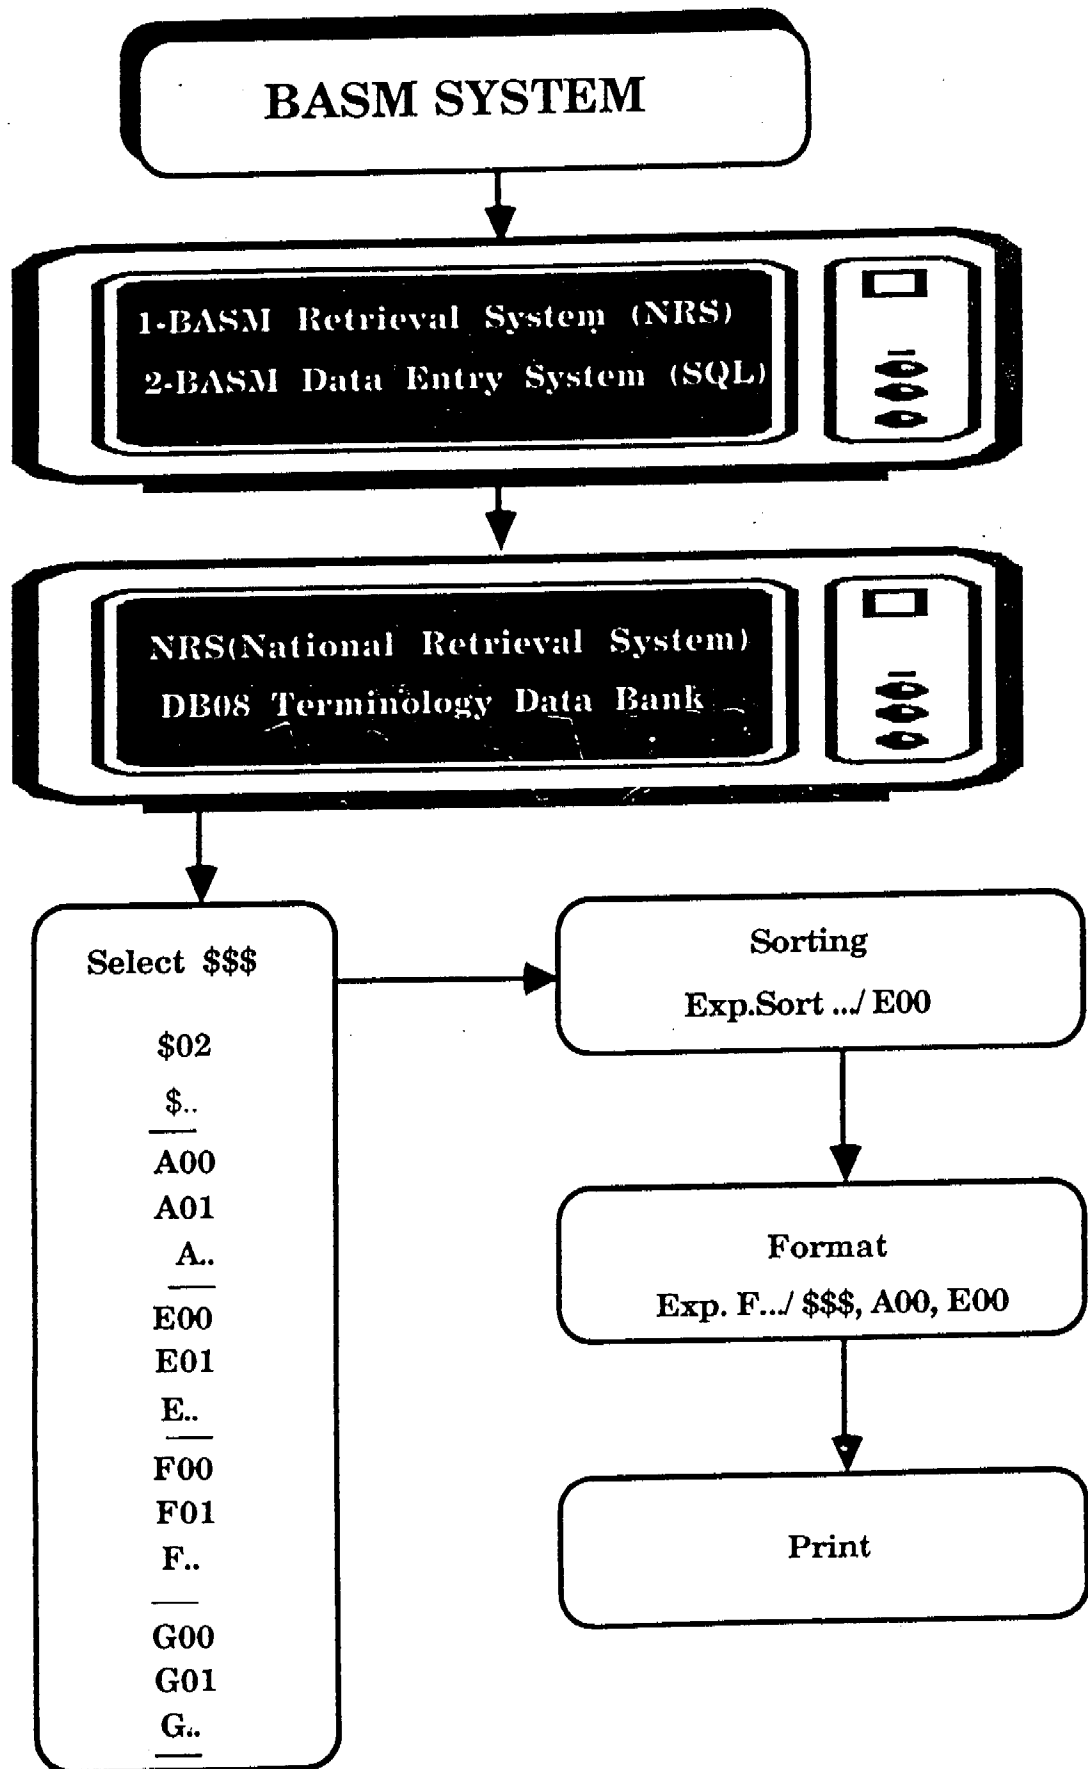 BASM SYSTEM
1-BASM Retrieval System (NRS)
2-BASM Data Entry System (SQL)
NRS(National Retrieval System)
DB08 Terminology Data Bank
Select $$$
$02
$..
A00
A01
A..
E00
E01
E..
F00
F01
F..
G00
G01
G..
Sorting
Exp.Sort .../ E00
Format
Exp. F.../ $$$, A00, E00
Print